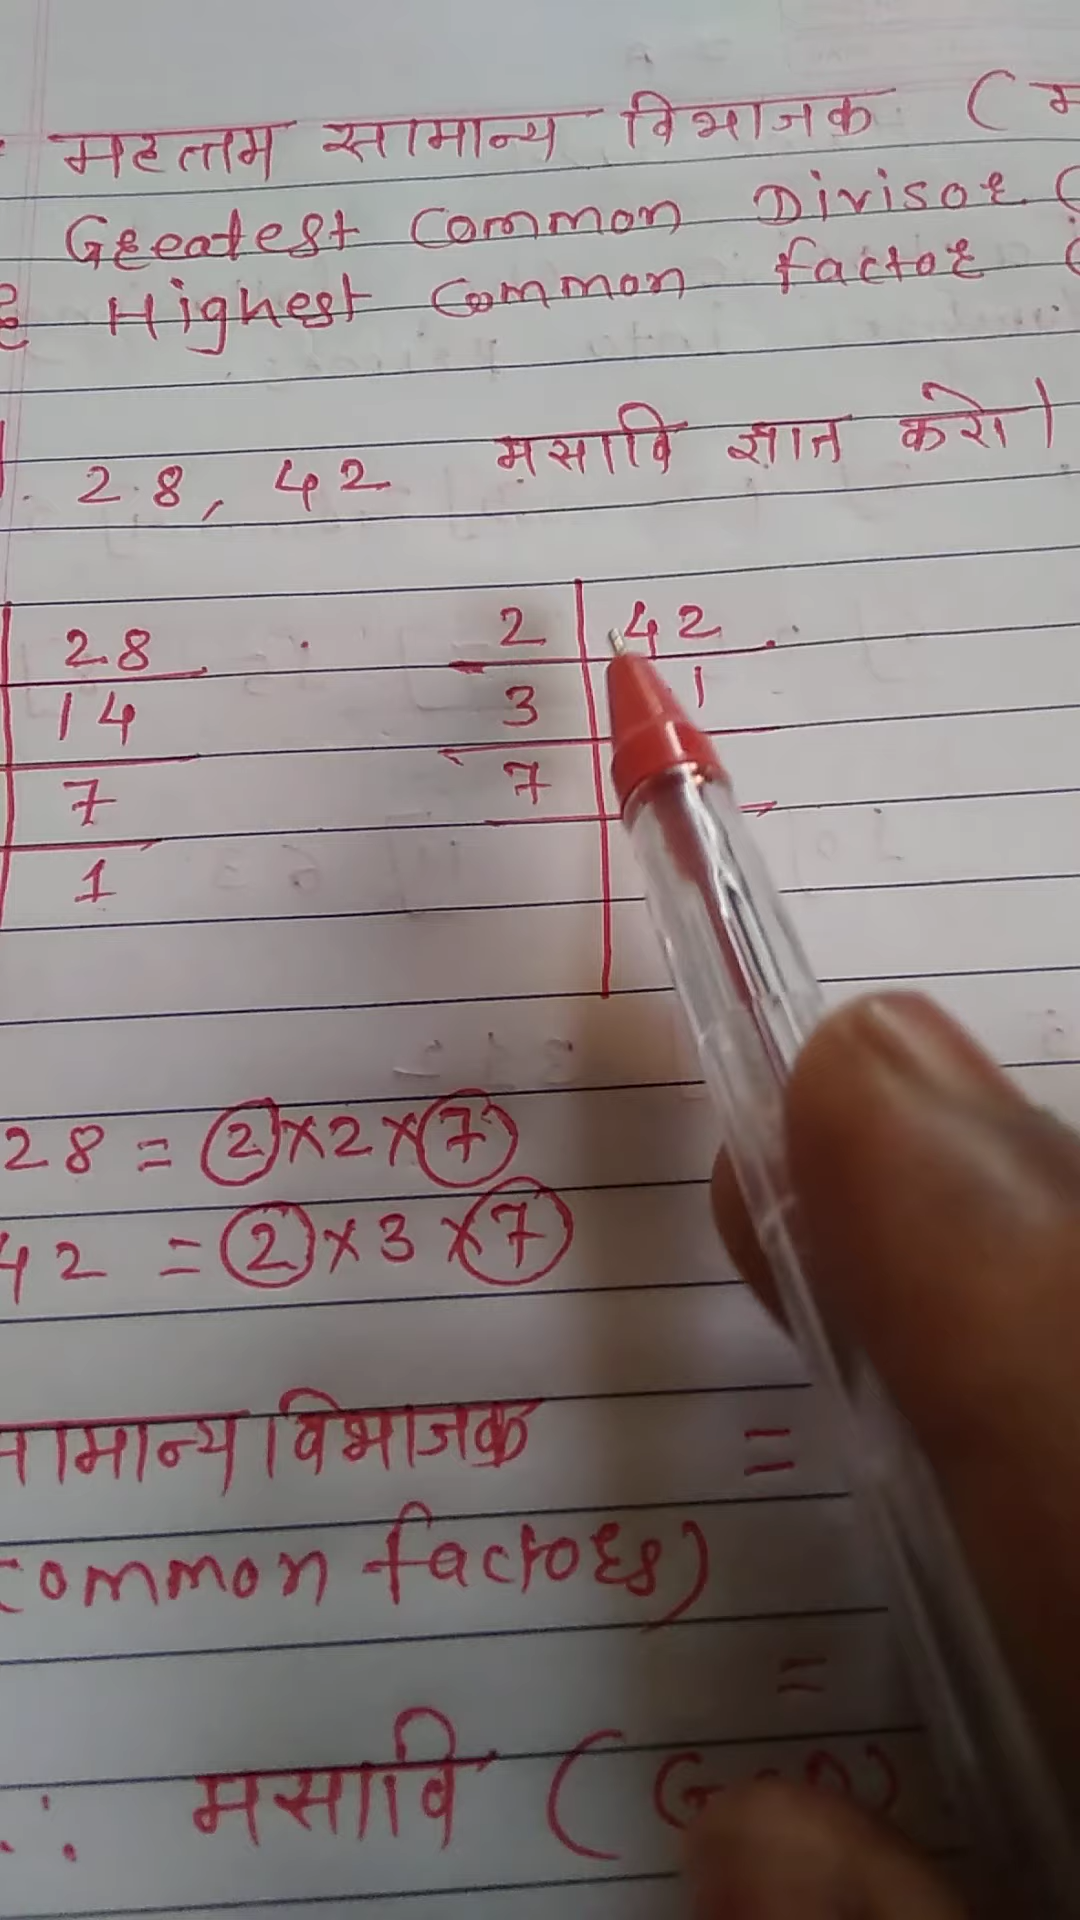 महत्तम सामान्य विभाजक (म
Greatest Common Divisor (
Highest Common factor (
28, 42 मसावि ज्ञात करो।
28 2 42
14 3
7 7
1
28 = 2×2×7
42 = 2×3×7
सामान्य विभाजक =
common factors)
=
∴ मसावि (